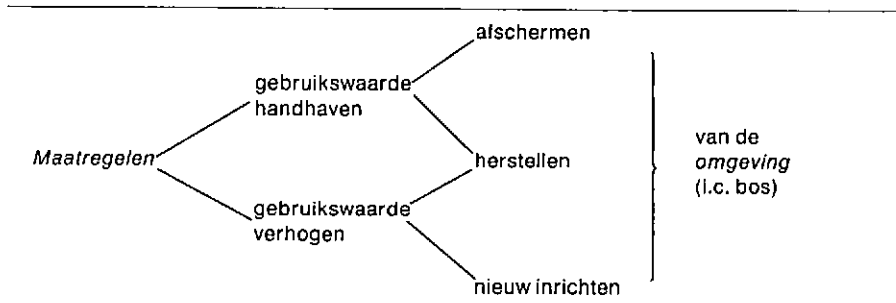 afschermen
gebruikswaarde
handhaven
Maatregelen
herstellen
van de
omgeving
(i.c. bos)
gebruikswaarde
verhogen
nieuw inrichten